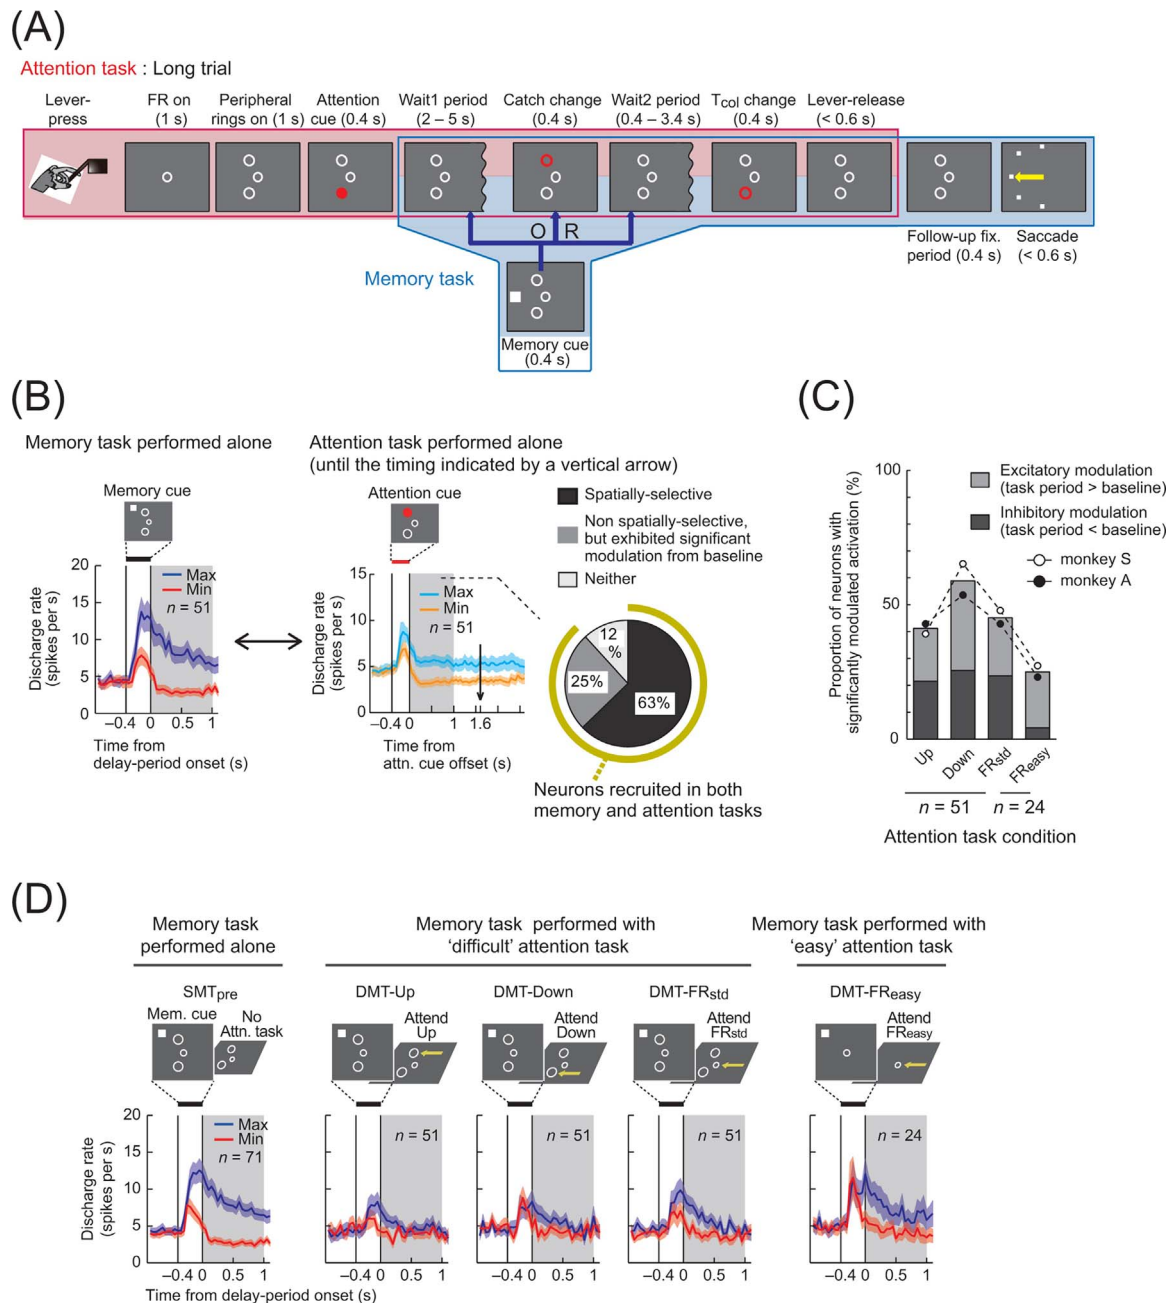 (A)
Attention task : Long trial
Lever-
press
FR on
(1 s)
Peripheral
rings on (1 s)
Attention
cue (0.4 s)
Wait1 period
(2 – 5 s)
Catch change
(0.4 s)
Wait2 period
(0.4 – 3.4 s)
Tcol change
(0.4 s)
Lever-release
(< 0.6 s)
O R
Follow-up fix.
period (0.4 s)
Saccade
(< 0.6 s)
Memory task
Memory cue
(0.4 s)
(B)
Memory task performed alone
Memory cue
20
15
10
5
0
Max
Min
n = 51
Discharge rate
(spikes per s)
–0.4 0 0.5 1
Time from
delay-period onset (s)
Attention task performed alone
(until the timing indicated by a vertical arrow)
Attention cue
15
10
5
0
Max
Min
n = 51
Discharge rate
(spikes per s)
–0.4 0 1 1.6
Time from
attn. cue offset (s)
Spatially-selective
Non spatially-selective,
but exhibited significant
modulation from baseline
Neither
12
%
25%
63%
Neurons recruited in both
memory and attention tasks
(C)
100
50
0
Proportion of neurons with
significantly modulated activation (%)
Excitatory modulation
(task period > baseline)
Inhibitory modulation
(task period < baseline)
monkey S
monkey A
Up
Down
FRstd
FReasy
n = 51
n = 24
Attention task condition
(D)
Memory task
performed alone
Memory task performed with
‘difficult’ attention task
Memory task performed with
‘easy’ attention task
SMTpre
Mem. cue
No
Attn. task
DMT-Up
Attend
Up
DMT-Down
Attend
Down
DMT-FRstd
Attend
FRstd
DMT-FReasy
Attend
FReasy
20
15
10
5
0
Discharge rate
(spikes per s)
Max
Min
n = 71
n = 51
n = 51
n = 51
n = 24
–0.4 0 0.5 1
–0.4 0 0.5 1
–0.4 0 0.5 1
–0.4 0 0.5 1
–0.4 0 0.5 1
Time from delay-period onset (s)